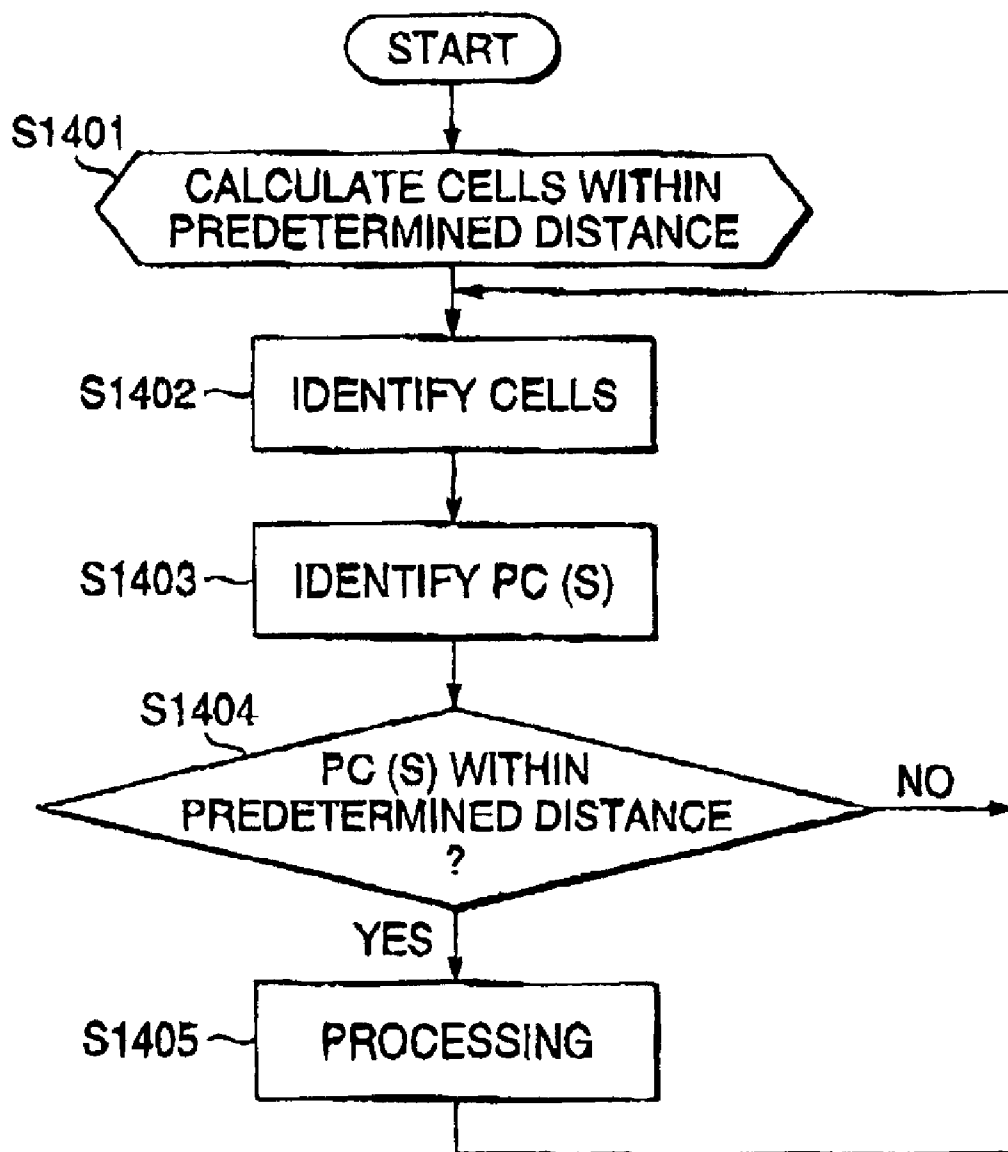 START
S1401
CALCULATE CELLS WITHIN
PREDETERMINED DISTANCE
S1402
IDENTIFY CELLS
S1403
IDENTIFY PC (S)
S1404
PC (S) WITHIN
PREDETERMINED DISTANCE
?
NO
YES
S1405
PROCESSING